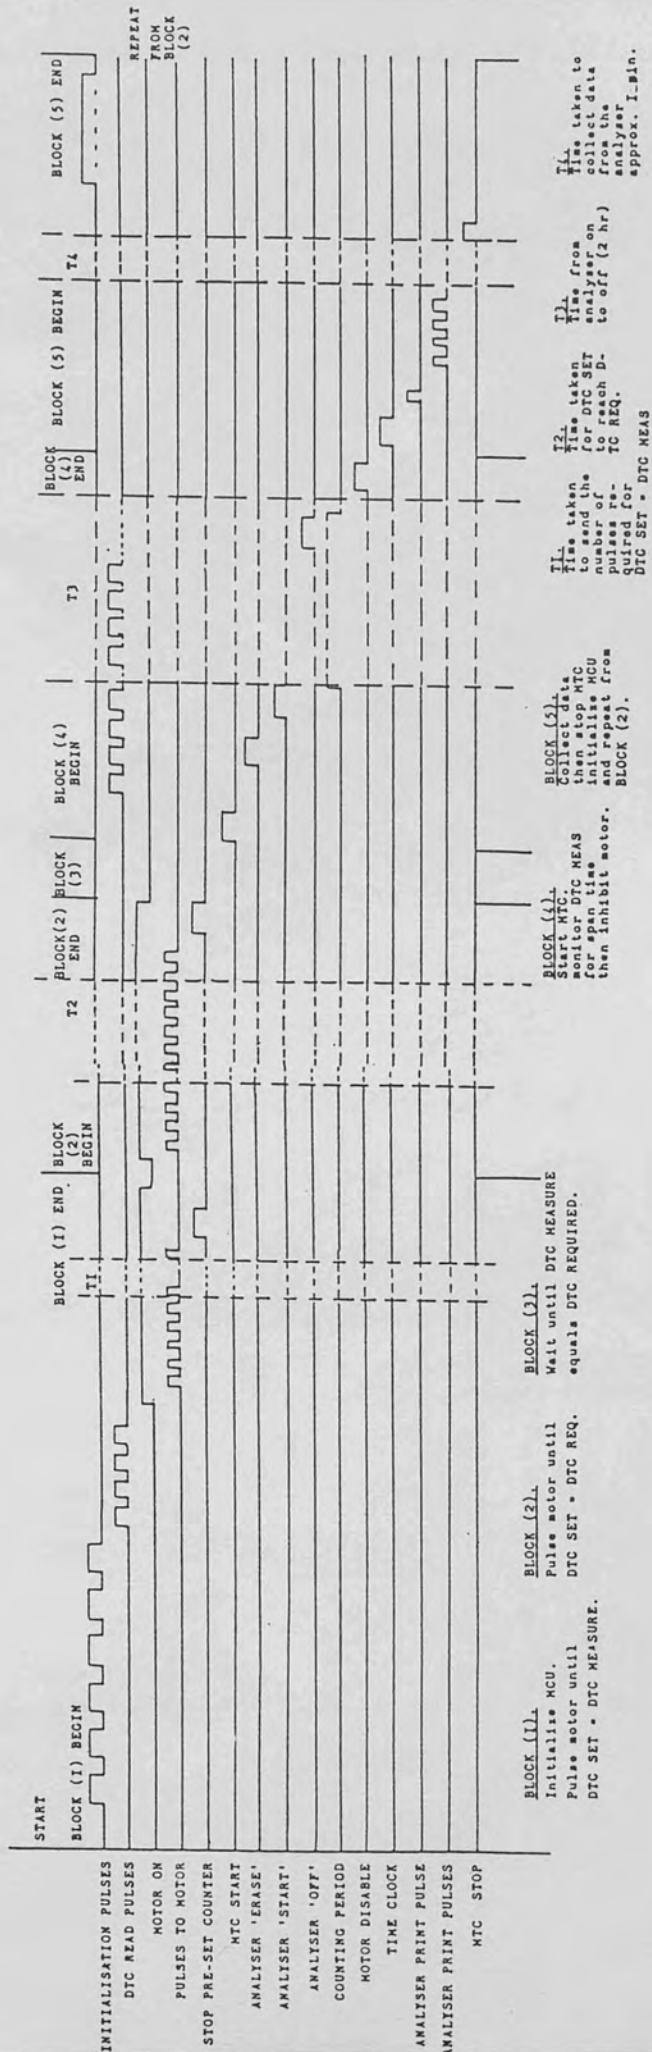 START
BLOCK (I) BEGIN
BLOCK (I) END
TI
BLOCK
(2)
BEGIN
T2
BLOCK(2)
END
BLOCK
(3)
BLOCK (4)
BEGIN
T3
BLOCK
(4)
END
BLOCK (5) BEGIN
T4
BLOCK (5) END
REPEAT
FROM
BLOCK
(2)
INITIALISATION PULSES
DTC READ PULSES
MOTOR ON
PULSES TO MOTOR
STOP PRE-SET COUNTER
MTC START
ANALYSER 'ERASE'
ANALYSER 'START'
ANALYSER 'OFF'
COUNTING PERIOD
MOTOR DISABLE
TIME CLOCK
ANALYSER PRINT PULSE
ANALYSER PRINT PULSES
MTC STOP
BLOCK (I).
Initialize MCU.
Pulse motor until
DTC SET = DTC MEASURE.
BLOCK (2).
Pulse motor until
DTC SET = DTC REQ.
BLOCK (3).
Wait until DTC MEASURE
equals DTC REQUIRED.
BLOCK (4).
Start MTC.
monitor DTC MEAS
for span time
then inhibit motor.
BLOCK (5).
Collect data
then stop MTC
initialize MCU
and repeat from
BLOCK (2).
T1.
Time taken
to send the
number of
pulses re-
quired for
DTC SET = DTC MEAS
T2.
Time taken
for DTC SET
to reach D-
TC REQ.
T3.
Time from
analyser on
to off (2 hr)
T4.
Time taken to
collect data
from the
analyser
approx. I_min.